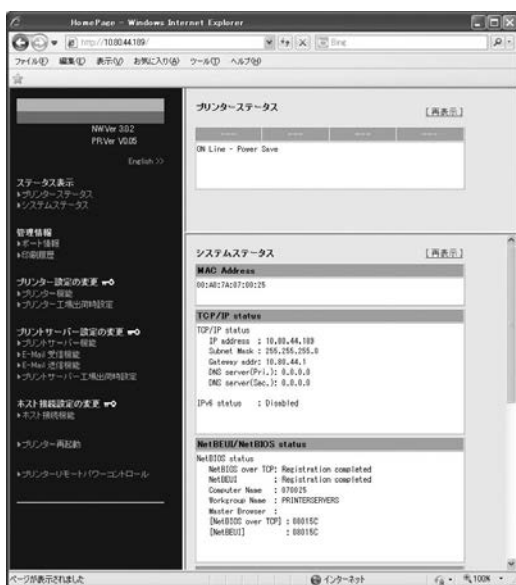 HomePage - Windows Internet Explorer
http://10.80.44.189/
Bing
ファイル(F) 編集(E) 表示(V) お気に入り(A) ツール(T) ヘルプ(H)
NW.Ver 3.0.2
PR.Ver V0.05
English >>
ステータス表示
プリンターステータス
システムステータス
管理情報
ポート情報
印刷履歴
プリンター設定の変更
プリンター機能
プリンター工場出荷時設定
プリントサーバー設定の変更
プリントサーバー機能
E-Mail 受信機能
E-Mail 送信機能
プリントサーバー工場出荷時設定
ホスト接続設定の変更
ホスト接続機能
プリンター再起動
プリンターリモートパワーコントロール
プリンターステータス [再表示]
--- --- --- ---
ON Line - Power Save
システムステータス [再表示]
MAC Address
00:A0:7A:07:00:25
TCP/IP status
TCP/IP status
IP address : 10.80.44.189
Subnet Mask : 255.255.255.0
Gateway addr: 10.80.44.1
DNS server(Pri.): 0.0.0.0
DNS server(Sec.): 0.0.0.0
IPv6 status : Disabled
NetBEUI/NetBIOS status
NetBIOS status
NetBIOS over TCP: Registration completed
NetBEUI : Registration completed
Computer Name : 070025
Workgroup Name : PRINTERSERVERS
Master Browser :
[NetBIOS over TCP] : 08015C
[NetBEUI] : 08015C
ページが表示されました インターネット 100%